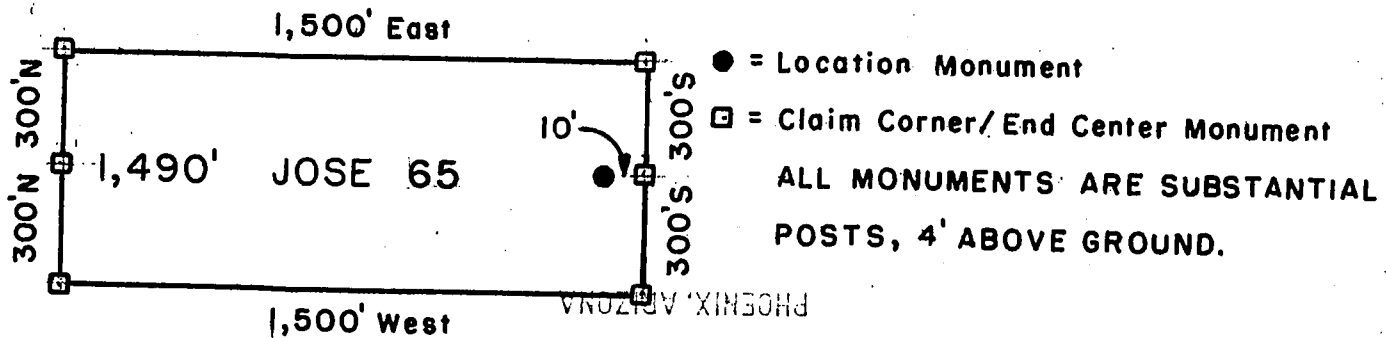 1,500' East
300'N 300'N
1,490' JOSE 65
10'
300'S 300'S
1,500' West
● = Location Monument
⊡ = Claim Corner/End Center Monument
ALL MONUMENTS ARE SUBSTANTIAL
POSTS, 4' ABOVE GROUND.
PHOENIX, ARIZONA